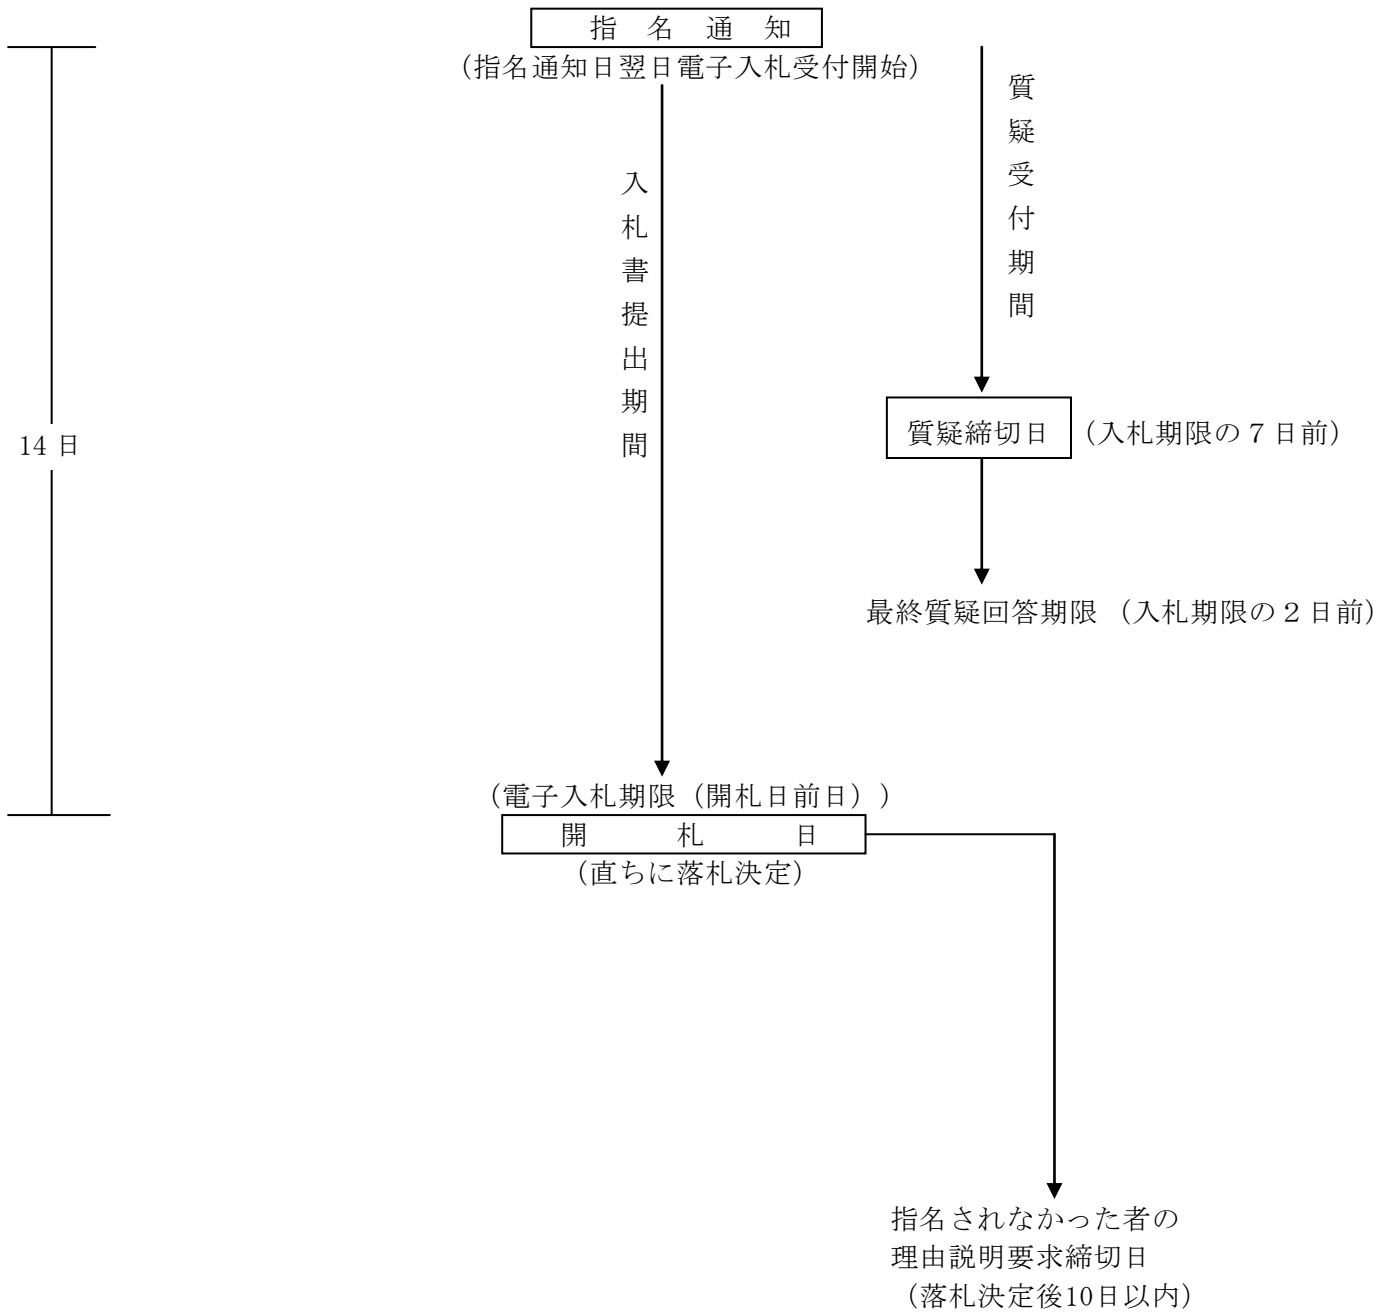 指　名　通　知
（指名通知日翌日電子入札受付開始）
質疑受付期間
入札書提出期間
14日
質疑締切日
（入札期限の７日前）
最終質疑回答期限 （入札期限の２日前）
（電子入札期限（開札日前日））
開　　　札　　　日
（直ちに落札決定）
指名されなかった者の
理由説明要求締切日
（落札決定後10日以内）